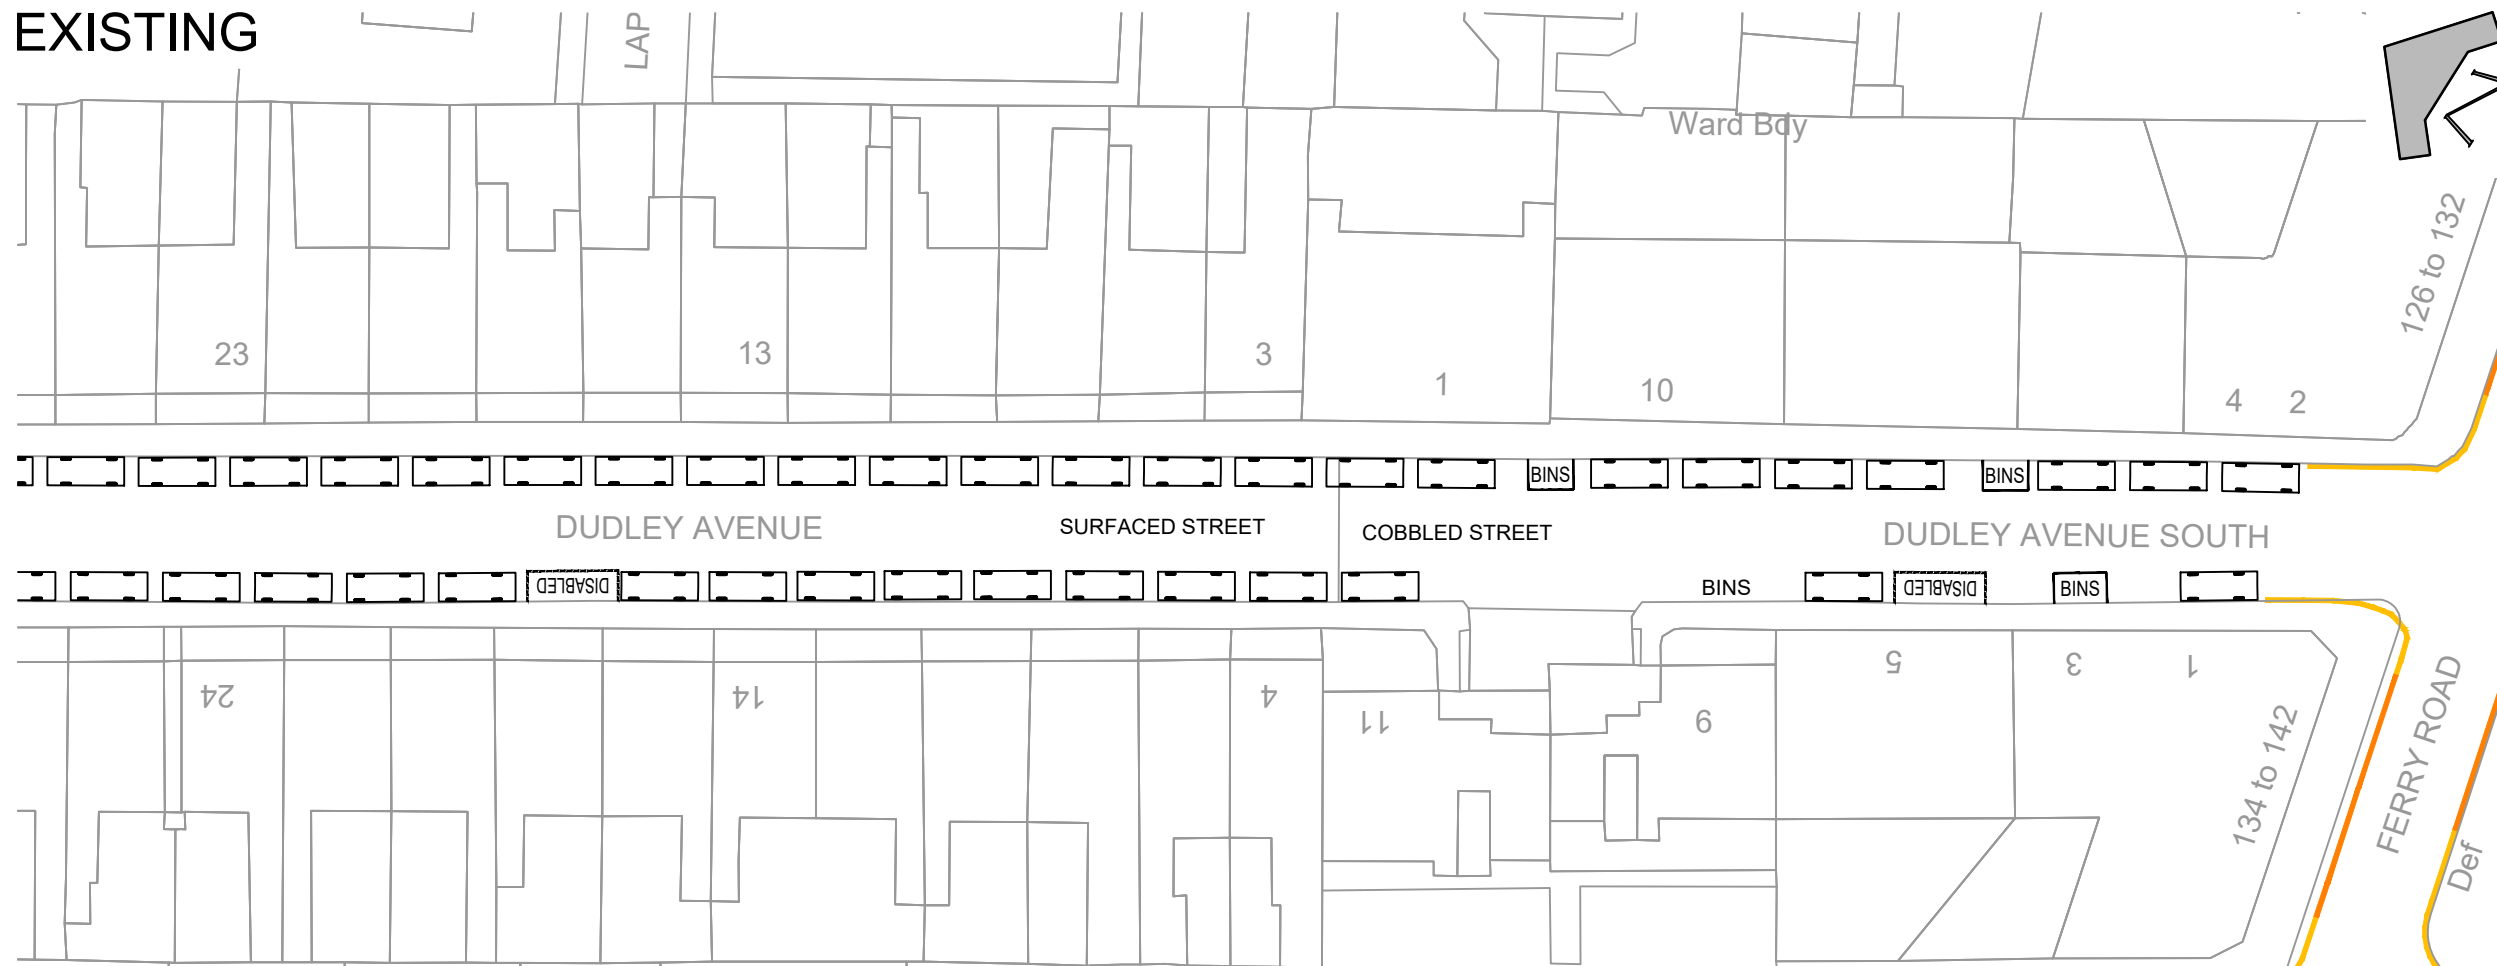 EXISTING
LAP
Ward Bdy
126 to 132
23
13
3
1
10
4
2
BINS
BINS
DUDLEY AVENUE
SURFACED STREET
COBBLED STREET
DUDLEY AVENUE SOUTH
DISABLED
BINS
DISABLED
BINS
24
14
4
11
9
5
3
1
134 to 142
FERRY ROAD
Def